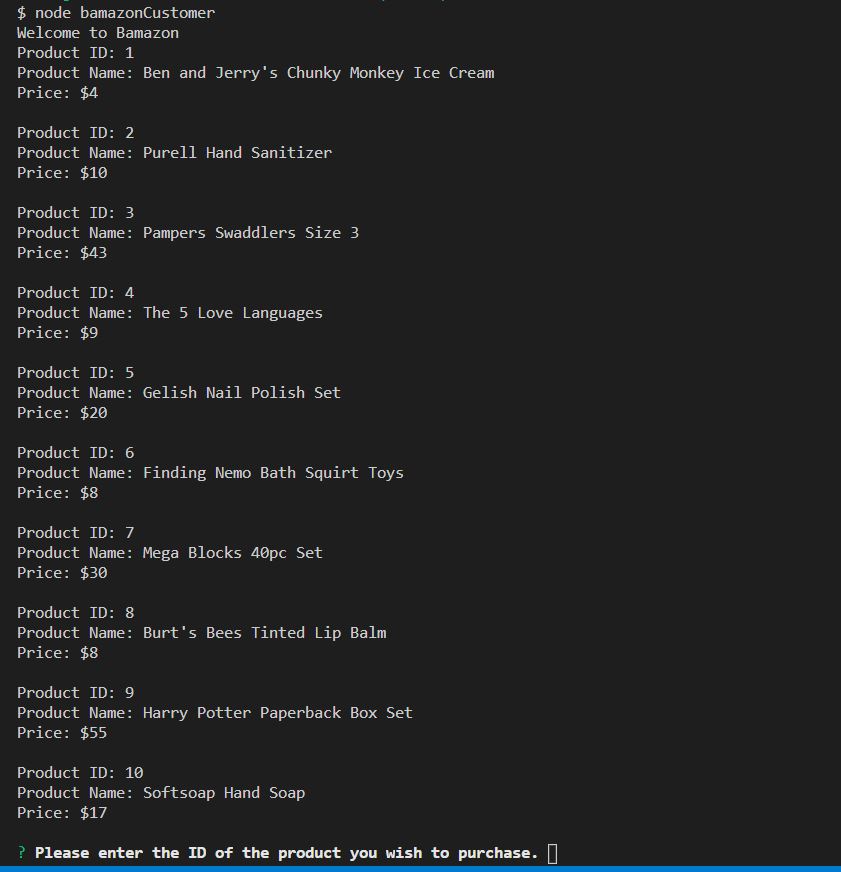 $ node bamazonCustomer
Welcome to Bamazon
Product ID: 1
Product Name: Ben and Jerry's Chunky Monkey Ice Cream
Price: $4
Product ID: 2
Product Name: Purell Hand Sanitizer
Price: $10
Product ID: 3
Product Name: Pampers Swaddlers Size 3
Price: $43
Product ID: 4
Product Name: The 5 Love Languages
Price: $9
Product ID: 5
Product Name: Gelish Nail Polish Set
Price: $20
Product ID: 6
Product Name: Finding Nemo Bath Squirt Toys
Price: $8
Product ID: 7
Product Name: Mega Blocks 40pc Set
Price: $30
Product ID: 8
Product Name: Burt's Bees Tinted Lip Balm
Price: $8
Product ID: 9
Product Name: Harry Potter Paperback Box Set
Price: $55
Product ID: 10
Product Name: Softsoap Hand Soap
Price: $17
? Please enter the ID of the product you wish to purchase.